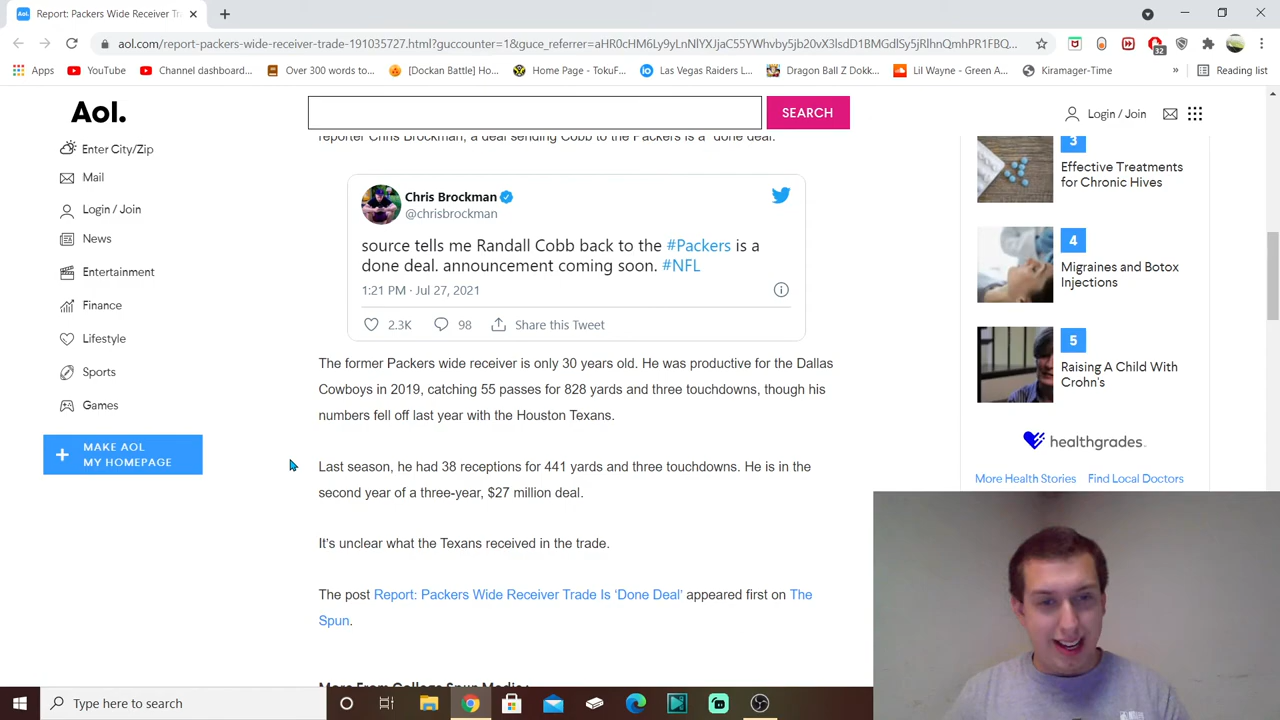 Report: Packers Wide Receiver Tr
aol.com/report-packers-wide-receiver-trade-191035727.html?guccounter=1&guce_referrer=aHR0cHM6Ly9yLnNlYXJjaC55YWhvby5jb20vX3lsdD1BMGdlSy5jRlhnQmhPR1FBQ...
32
Apps
YouTube
Channel dashboard...
Over 300 words to...
[Dockan Battle] Ho...
Home Page - TokuF...
Las Vegas Raiders L...
Dragon Ball Z Dokk...
Lil Wayne - Green A...
Kiramager-Time
»
Reading list
Aol.
SEARCH
Login / Join
Enter City/Zip
Mail
Login / Join
News
Entertainment
Finance
Lifestyle
Sports
Games
MAKE AOL
MY HOMEPAGE
reporter Chris Brockman, a deal sending Cobb to the Packers is a "done deal."
Chris Brockman
@chrisbrockman
source tells me Randall Cobb back to the #Packers is a
done deal. announcement coming soon. #NFL
1:21 PM · Jul 27, 2021
2.3K
98
Share this Tweet
The former Packers wide receiver is only 30 years old. He was productive for the Dallas
Cowboys in 2019, catching 55 passes for 828 yards and three touchdowns, though his
numbers fell off last year with the Houston Texans.
Last season, he had 38 receptions for 441 yards and three touchdowns. He is in the
second year of a three-year, $27 million deal.
It's unclear what the Texans received in the trade.
The post Report: Packers Wide Receiver Trade Is 'Done Deal' appeared first on The
Spun.
More From College Spun Media:
3
Effective Treatments
for Chronic Hives
4
Migraines and Botox
Injections
5
Raising A Child With
Crohn's
healthgrades.
More Health Stories
Find Local Doctors
Type here to search